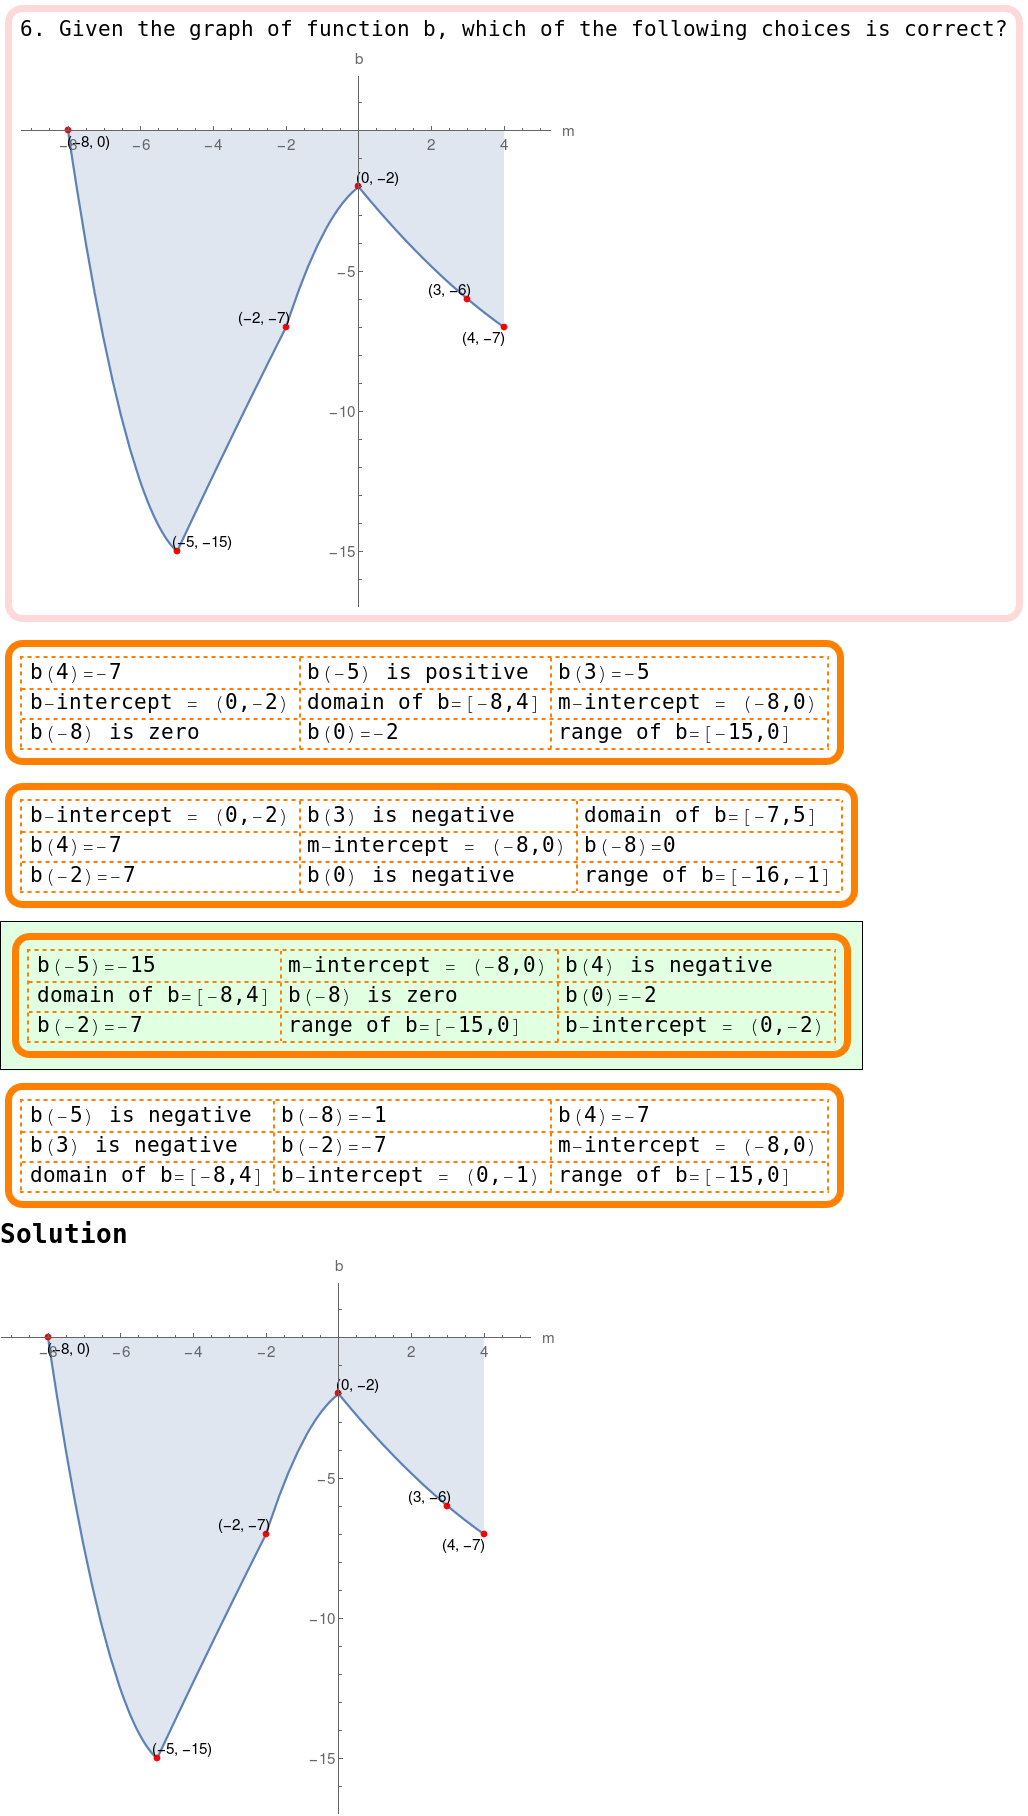 6. Given the graph of function b, which of the following choices is correct?
b
m
−8 −6 −4 −2 2 4
(−8, 0)
(0, −2)
−5
(3, −6)
(−2, −7)
(4, −7)
−10
(−5, −15)
−15
b(4)=-7 b(-5) is positive b(3)=-5
b-intercept = (0,-2) domain of b=[-8,4] m-intercept = (-8,0)
b(-8) is zero b(0)=-2 range of b=[-15,0]
b-intercept = (0,-2) b(3) is negative domain of b=[-7,5]
b(4)=-7 m-intercept = (-8,0) b(-8)=0
b(-2)=-7 b(0) is negative range of b=[-16,-1]
b(-5)=-15 m-intercept = (-8,0) b(4) is negative
domain of b=[-8,4] b(-8) is zero b(0)=-2
b(-2)=-7 range of b=[-15,0] b-intercept = (0,-2)
b(-5) is negative b(-8)=-1 b(4)=-7
b(3) is negative b(-2)=-7 m-intercept = (-8,0)
domain of b=[-8,4] b-intercept = (0,-1) range of b=[-15,0]
Solution
b
m
−8 −6 −4 −2 2 4
(−8, 0)
(0, −2)
−5
(3, −6)
(−2, −7)
(4, −7)
−10
(−5, −15)
−15